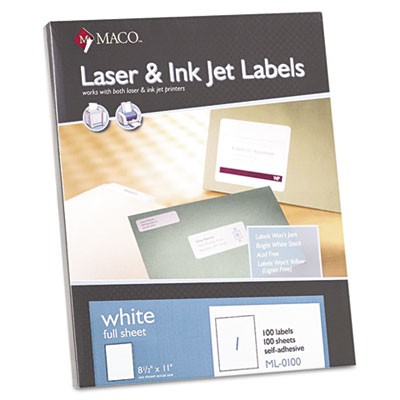 MACO™
Laser & Ink Jet Labels
works with both laser & ink jet printers
Labels Won't Jam
Bright White Stock
Acid Free
Labels Won't Yellow
(Lignin Free)
white
full sheet
8½" x 11"
1
100 labels
100 sheets
self-adhesive
ML-0100